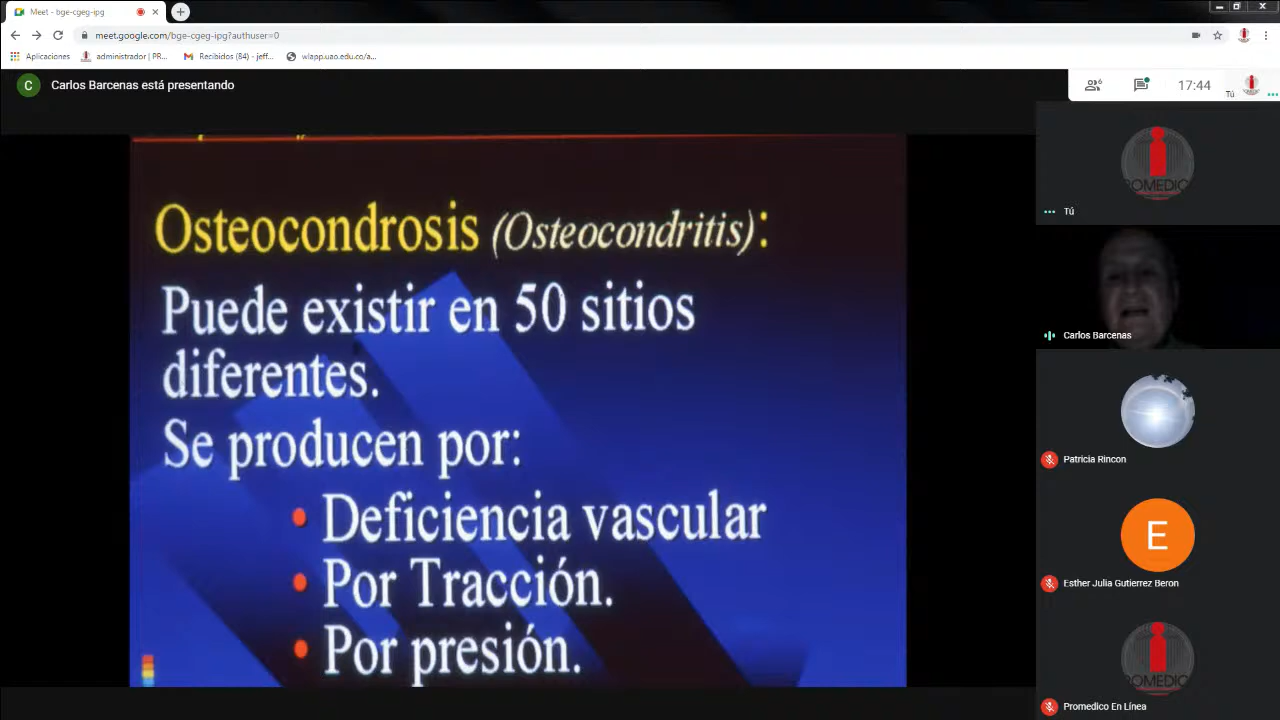 Meet - bge-cgeg-ipg
meet.google.com/bge-cgeg-ipg?authuser=0
Aplicaciones
administrador | PR...
Recibidos (84) - jeff...
wlapp.uao.edu.co/a...
C
Carlos Barcenas está presentando
6
17:44
Tú
Osteocondrosis (Osteocondritis):
Puede existir en 50 sitios
diferentes.
Se producen por:
• Deficiencia vascular
• Por Tracción.
• Por presión.
Tú
Carlos Barcenas
Patricia Rincon
E
Esther Julia Gutierrez Beron
Promedico En Línea